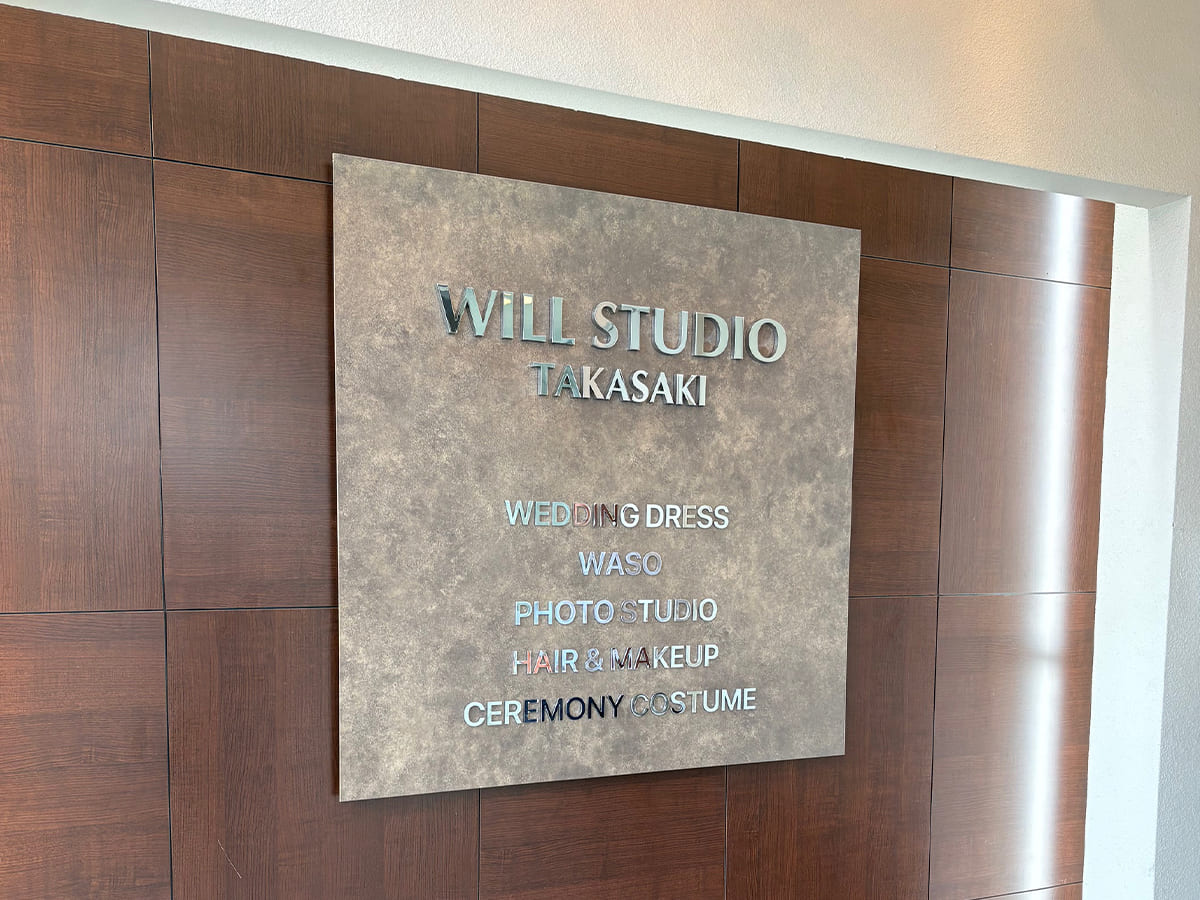 WILL STUDIO
TAKASAKI
WEDDING DRESS
WASO
PHOTO STUDIO
HAIR & MAKEUP
CEREMONY COSTUME